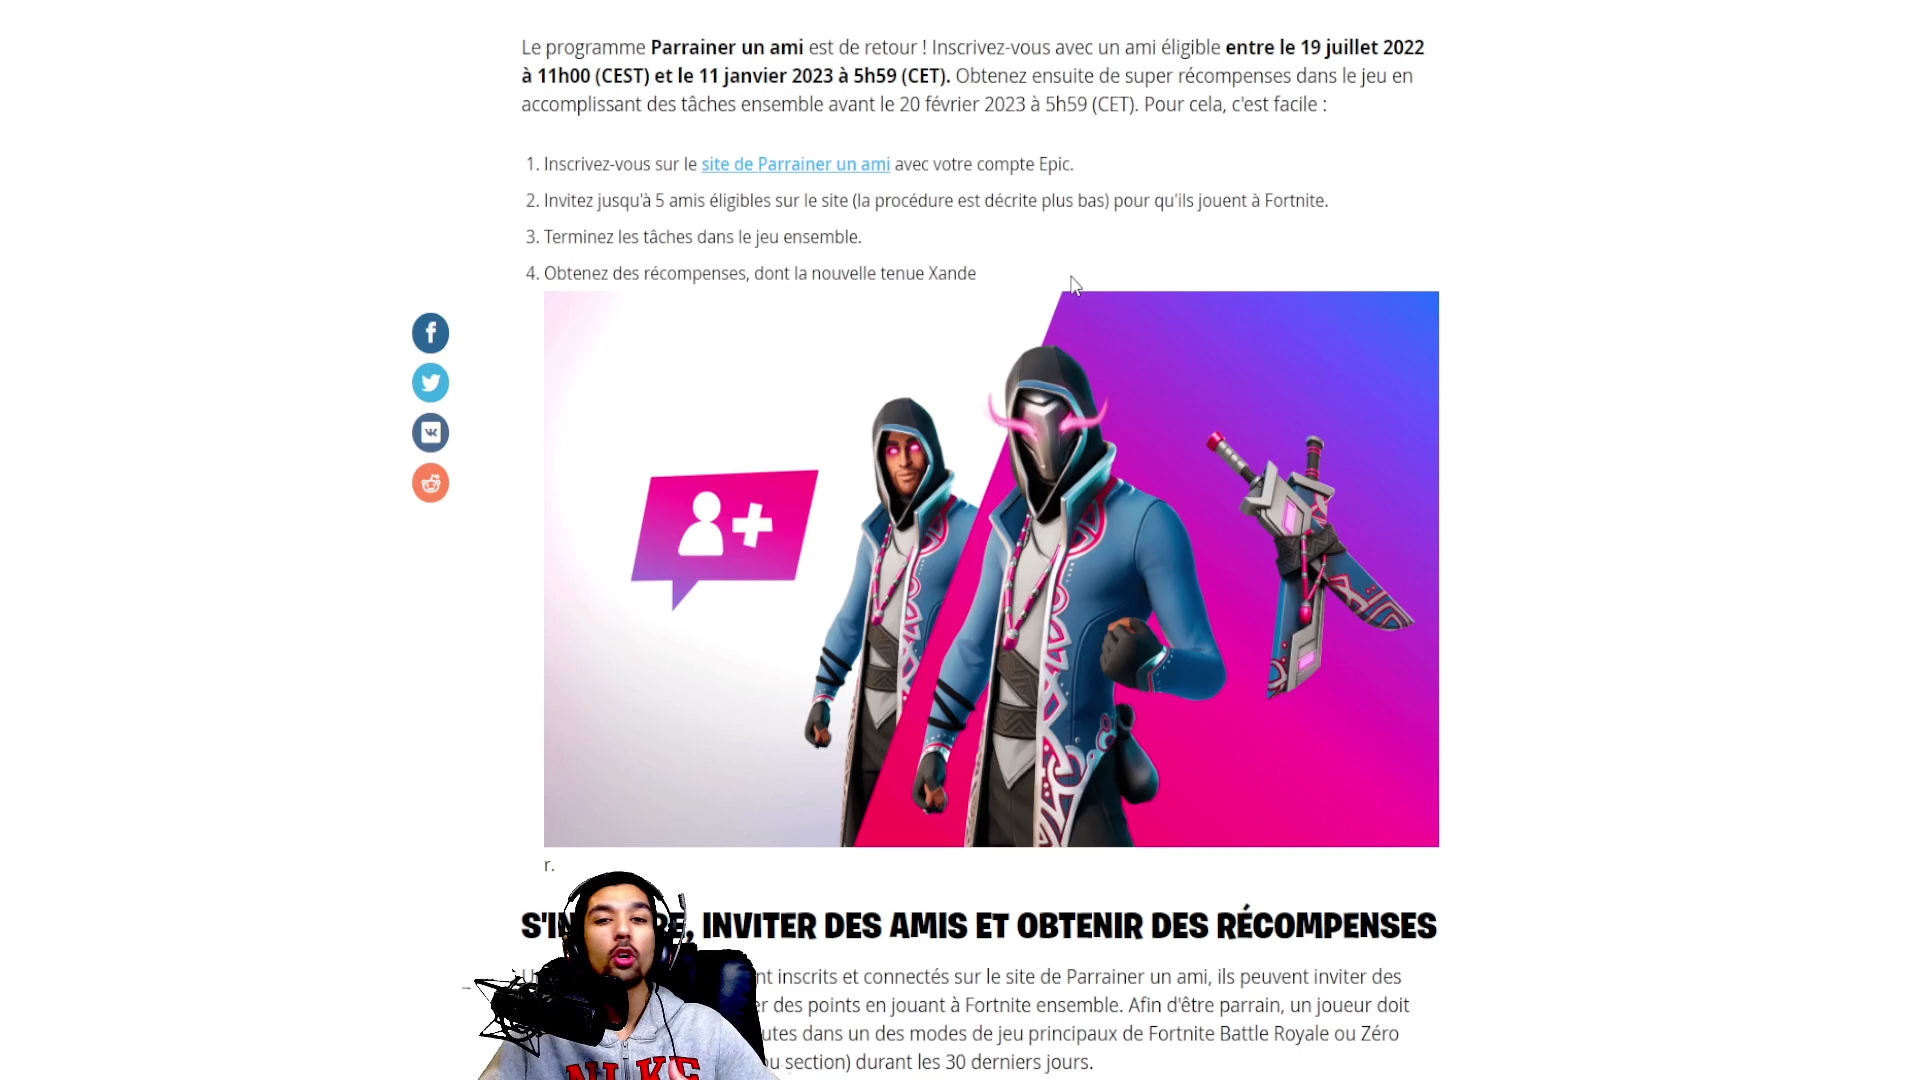 Le programme Parrainer un ami est de retour ! Inscrivez-vous avec un ami éligible entre le 19 juillet 2022
à 11h00 (CEST) et le 11 janvier 2023 à 5h59 (CET). Obtenez ensuite de super récompenses dans le jeu en
accomplissant des tâches ensemble avant le 20 février 2023 à 5h59 (CET). Pour cela, c'est facile :
1. Inscrivez-vous sur le site de Parrainer un ami avec votre compte Epic.
2. Invitez jusqu'à 5 amis éligibles sur le site (la procédure est décrite plus bas) pour qu'ils jouent à Fortnite.
3. Terminez les tâches dans le jeu ensemble.
4. Obtenez des récompenses, dont la nouvelle tenue Xande
r.
INVITER DES AMIS ET OBTENIR DES RÉCOMPENSES
inscrits et connectés sur le site de Parrainer un ami, ils peuvent inviter des
des points en jouant à Fortnite ensemble. Afin d'être parrain, un joueur doit
dans un des modes de jeu principaux de Fortnite Battle Royale ou Zéro
section) durant les 30 derniers jours.
NIKE